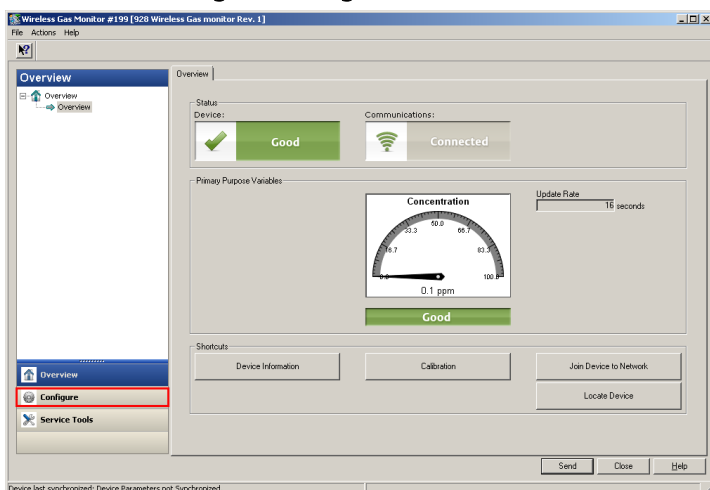 Wireless Gas Monitor #199 [928 Wireless Gas monitor Rev. 1]
File Actions Help
Overview
Overview
Overview
Overview
Status
Device:
Communications:
Good
Connected
Primary Purpose Variables
Concentration
Update Rate
16 seconds
50.0
33.3
66.7
16.7
83.3
0.0
100.0
0.1 ppm
Good
Shortcuts
Device Information
Calibration
Join Device to Network
Locate Device
Overview
Configure
Service Tools
Send
Close
Help
Device last synchronized: Device Parameters not Synchronized